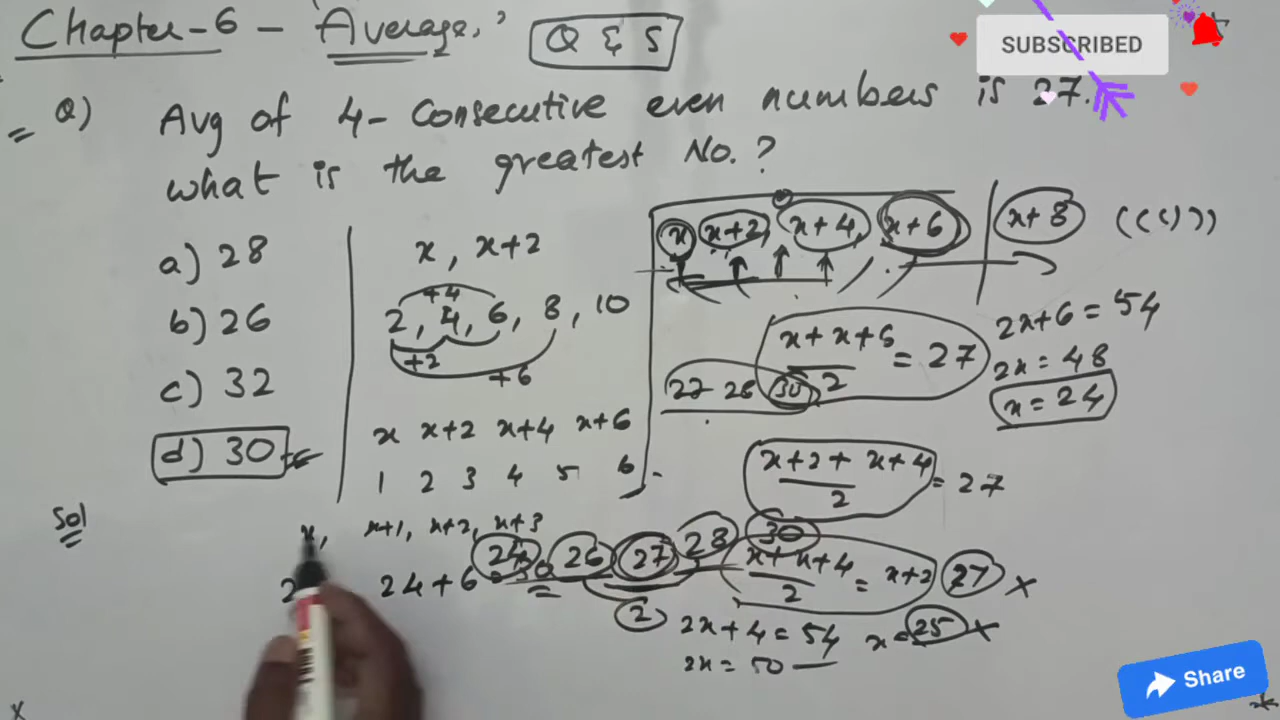 Chapter-6 - 'Average,' Q & S
SUBSCRIBED
Q) Avg of 4- Consecutive even numbers is 27.
what is the greatest No.?
a) 28
b) 26
c) 32
d) 30
Sol
x, x+2
+4
2, 4, 6, 8, 10
+2
+6
x x+2 x+4 x+6
1 2 3 4 5 6
x, x+1, x+2, x+3
24+6 = 30
x x+2, x+4, x+6 x+8
x+x+6/2 = 27
27 28 30
2x+6 = 54
2x = 48
x = 24
x+2+x+4/2 = 27
24 26 27 28 30
2
x+x+4/2 = x+2 27 x
2x+4 = 54
2x = 50
x = 25 x
Share